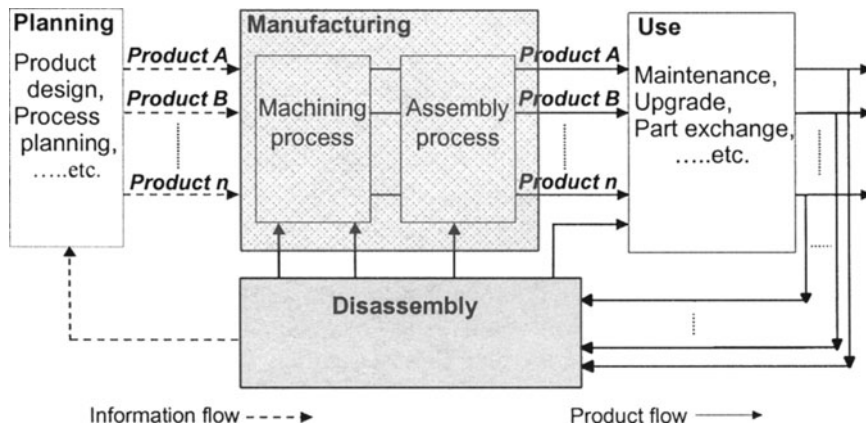 Planning
Product
design,
Process
planning,
.....etc.
Product A
Product B
Product n
Manufacturing
Machining
process
Assembly
process
Product A
Product B
Product n
Use
Maintenance,
Upgrade,
Part exchange,
.....etc.
Disassembly
Information flow
Product flow